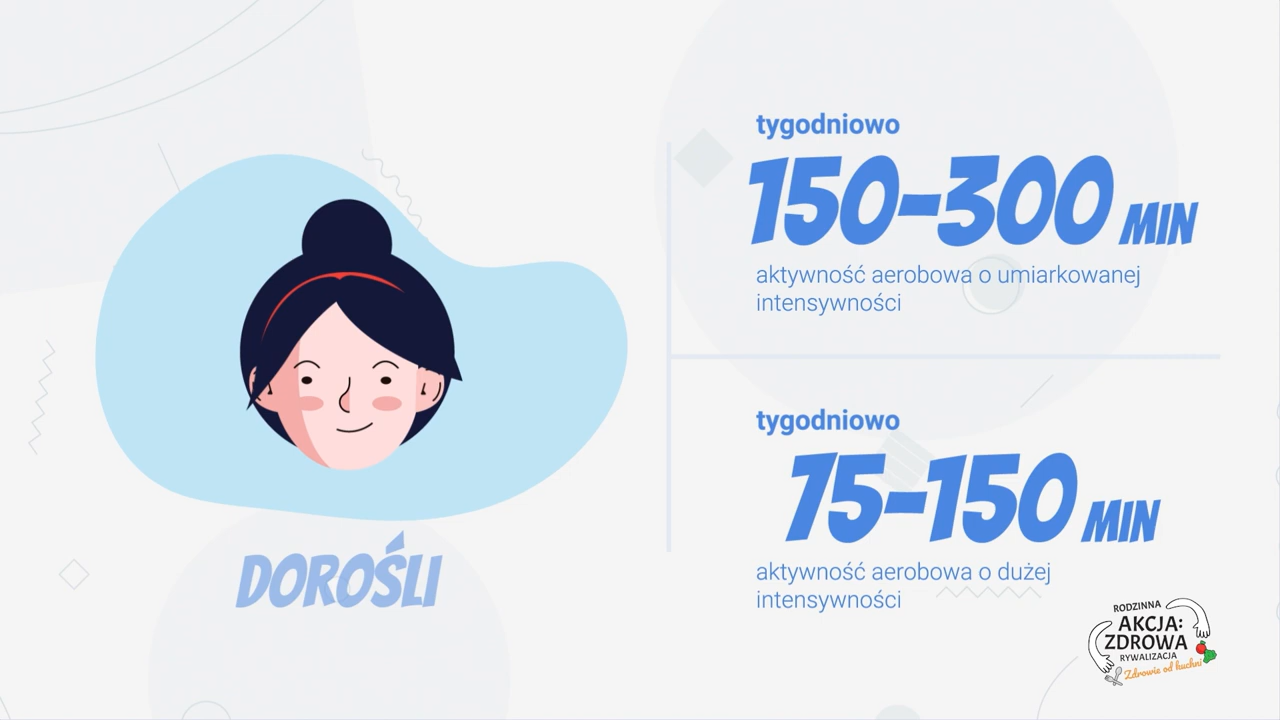 tygodniowo
150-300 MIN
aktywność aerobowa o umiarkowanej
intensywności
tygodniowo
75-150 MIN
aktywność aerobowa o dużej
intensywności
DOROŚLI
RODZINNA
AKCJA:
ZDROWA
RYWALIZACJA
Zdrowie od kuchni